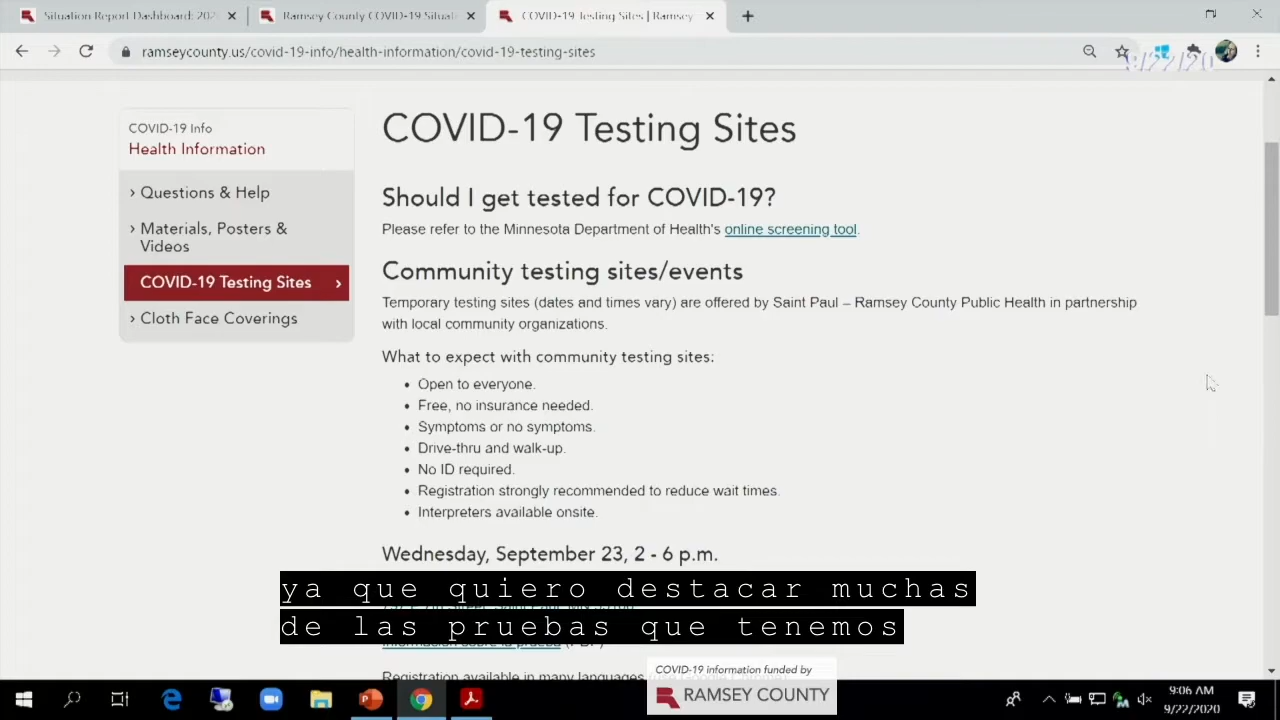 Situation Report Dashboard: 202
Ramsey County COVID-19 Situat
COVID-19 Testing Sites | Ramsey
ramseycounty.us/covid-19-info/health-information/covid-19-testing-sites
9/22/20
COVID-19 Info
Health Information
Questions & Help
Materials, Posters &
Videos
COVID-19 Testing Sites
Cloth Face Coverings
COVID-19 Testing Sites
Should I get tested for COVID-19?
Please refer to the Minnesota Department of Health's online screening tool.
Community testing sites/events
Temporary testing sites (dates and times vary) are offered by Saint Paul – Ramsey County Public Health in partnership
with local community organizations.
What to expect with community testing sites:
Open to everyone.
Free, no insurance needed.
Symptoms or no symptoms.
Drive-thru and walk-up.
No ID required.
Registration strongly recommended to reduce wait times.
Interpreters available onsite.
Wednesday, September 23, 2 - 6 p.m.
ya que quiero destacar muchas
de las pruebas que tenemos
Registration available in many languages
COVID-19 information funded by
RAMSEY COUNTY
9:06 AM
9/22/2020